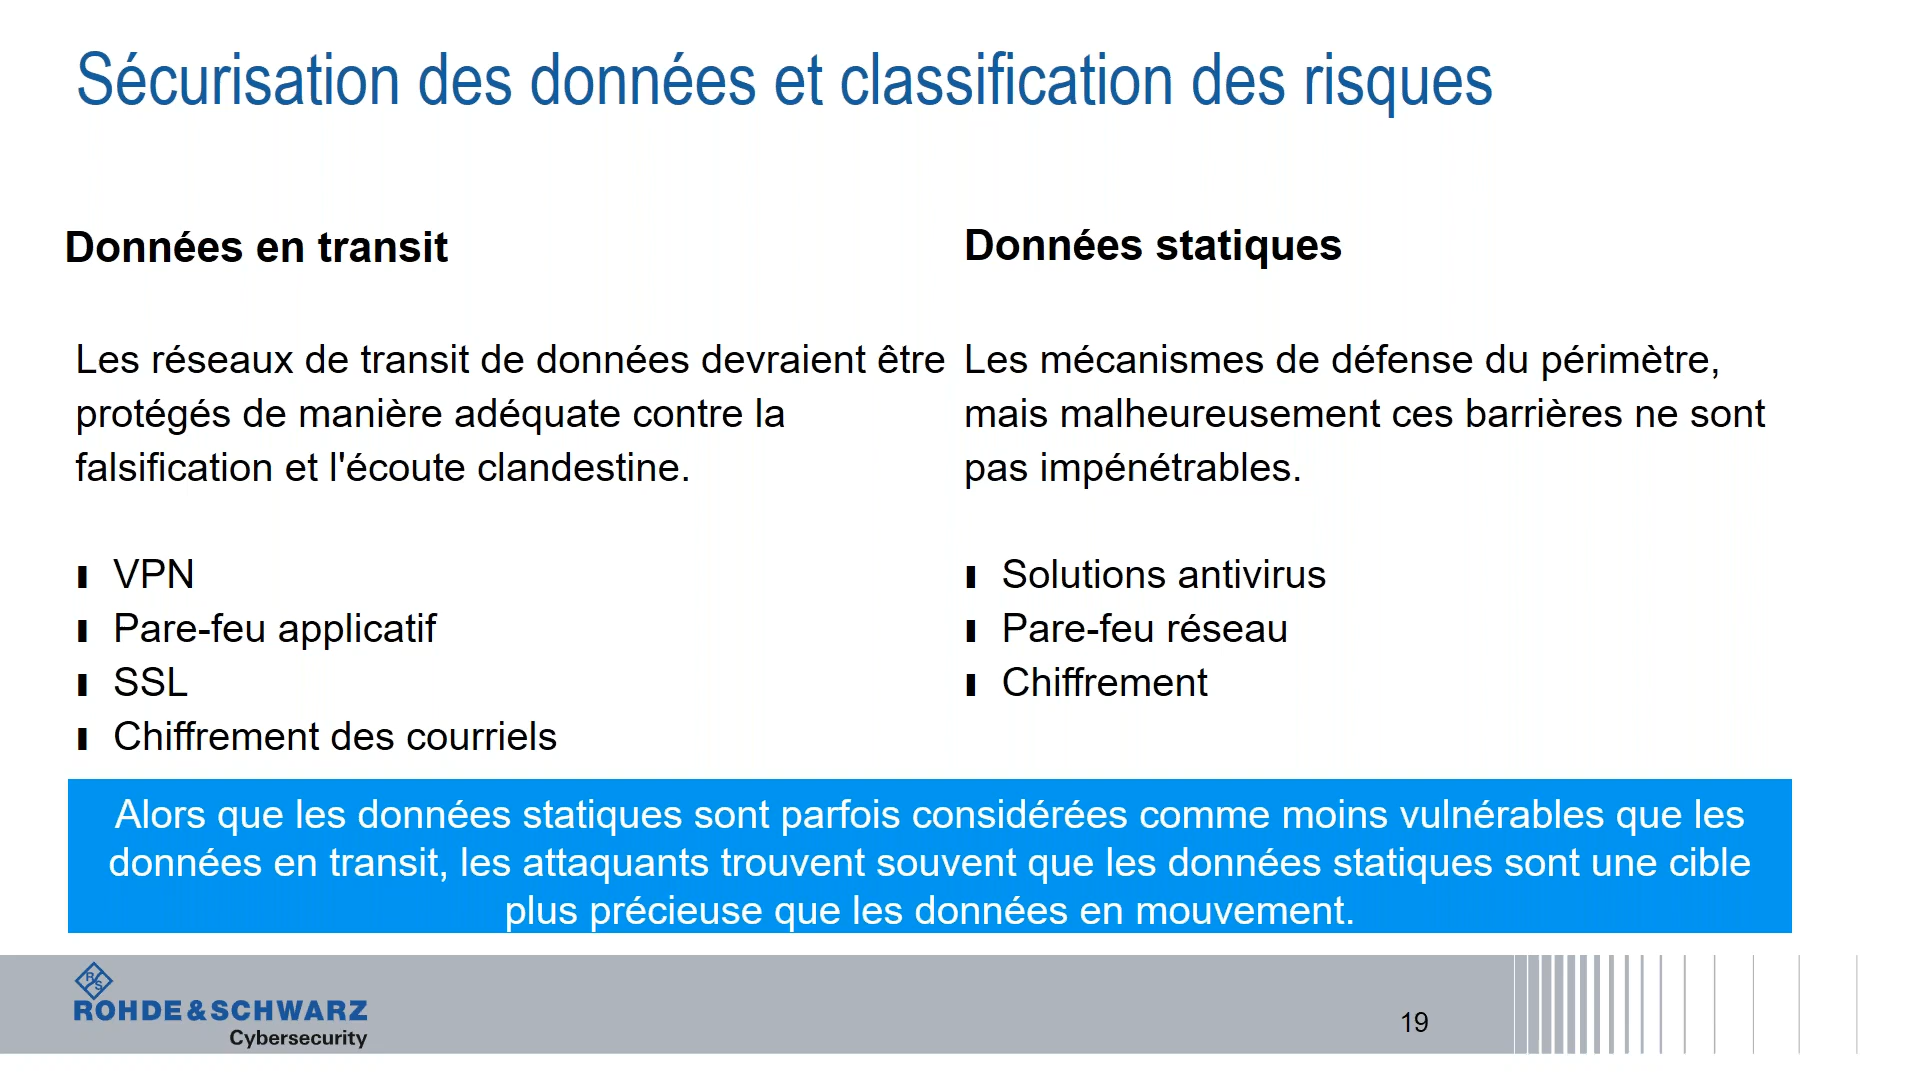 Sécurisation des données et classification des risques
Données en transit
Les réseaux de transit de données devraient être
protégés de manière adéquate contre la
falsification et l'écoute clandestine.
VPN
Pare-feu applicatif
SSL
Chiffrement des courriels
Données statiques
Les mécanismes de défense du périmètre,
mais malheureusement ces barrières ne sont
pas impénétrables.
Solutions antivirus
Pare-feu réseau
Chiffrement
Alors que les données statiques sont parfois considérées comme moins vulnérables que les
données en transit, les attaquants trouvent souvent que les données statiques sont une cible
plus précieuse que les données en mouvement.
R S
ROHDE&SCHWARZ
Cybersecurity
19